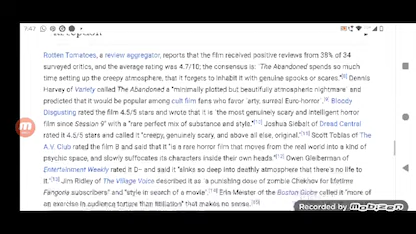 7:47
Rotten Tomatoes, a review aggregator, reports that the film received positive reviews from 38% of 34
surveyed critics, and the average rating was 4.7/10; the consensus is: "The Abandoned spends so much
time setting up the creepy atmosphere, that it forgets to inhabit it with genuine spooks or scares."[8] Dennis
Harvey of Variety called The Abandoned a "minimally plotted but beautifully atmospheric nightmare" and
predicted that it would be popular among cult film fans who favor "arty, surreal Euro-horror".[9] Bloody
Disgusting rated the film 4.5/5 stars and wrote that it is "the most genuinely scary and intelligent horror
film since Session 9" with "a rare perfect mix of substance and style."[11] Joshua Siebalt of Dread Central
rated it 4.5/5 stars and called it "creepy, genuinely scary, and above all else, original."[10] Scott Tobias of The
A.V. Club rated the film B and said that it "is a rare horror film that moves from the real world into a kind of
psychic space, and slowly suffocates its characters inside their own heads."[12] Owen Gleiberman of
Entertainment Weekly rated it D− and said it "slinks so deep into deathly atmosphere that there's no life to
it."[13] Jim Ridley of The Village Voice described it as "a punishing dose of zombie Chekhov for lifetime
Fangoria subscribers" and "style in search of a movie".[14] Erin Meister of the Boston Globe called it "more of
an exercise in audience torture than titillation" that makes no sense.[15]
Recorded by
Mobizen